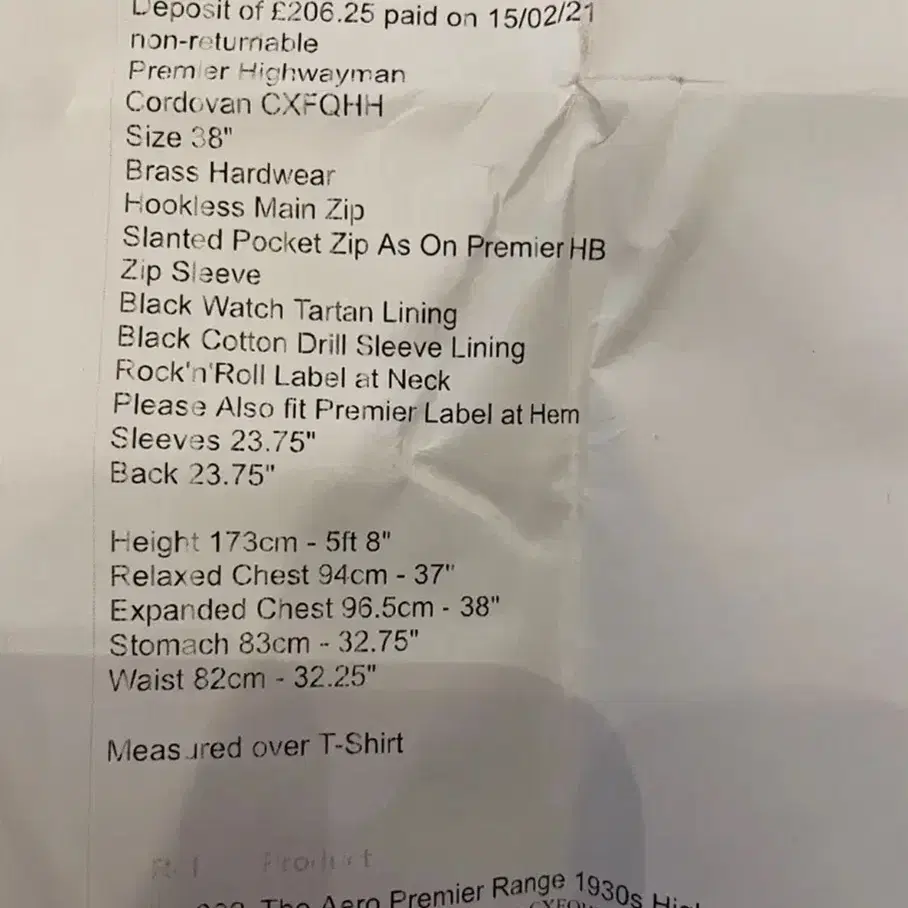 Deposit of £206.25 paid on 15/02/21
non-returnable
Premier Highwayman
Cordovan CXFQHH
Size 38"
Brass Hardwear
Hookless Main Zip
Slanted Pocket Zip As On Premier HB
Zip Sleeve
Black Watch Tartan Lining
Black Cotton Drill Sleeve Lining
Rock'n'Roll Label at Neck
Please Also fit Premier Label at Hem
Sleeves 23.75"
Back 23.75"
Height 173cm - 5ft 8"
Relaxed Chest 94cm - 37"
Expanded Chest 96.5cm - 38"
Stomach 83cm - 32.75"
Waist 82cm - 32.25"
Measured over T-Shirt
Product
The Aero Premier Range 1930s